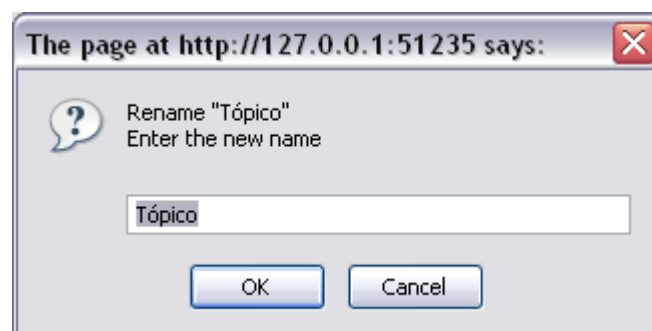 The page at http://127.0.0.1:51235 says:
Rename "Tópico"
Enter the new name
Tópico
OK Cancel